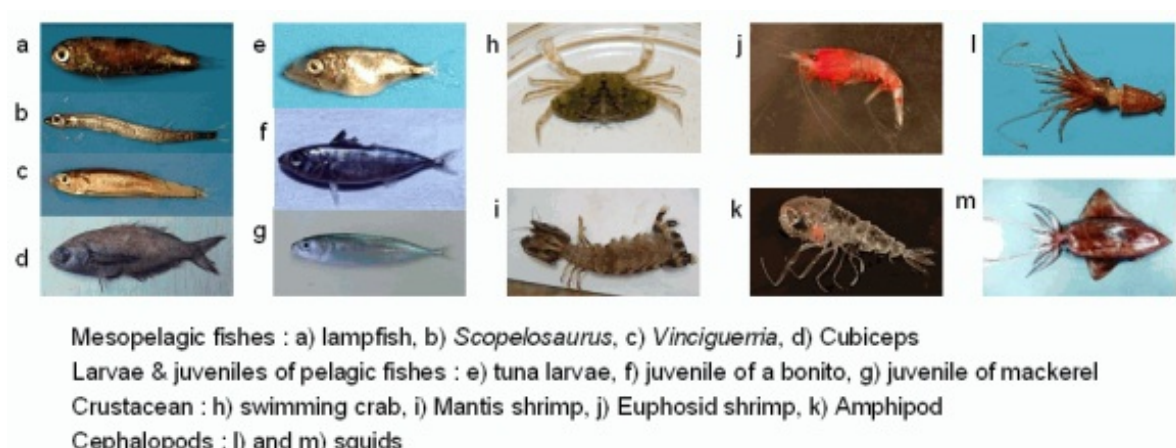 a
e
h
j
l
b
f
c
i
k
m
g
d
Mesopelagic fishes : a) lampfish, b) Scopelosaurus, c) Vinciguerria, d) Cubiceps
Larvae & juveniles of pelagic fishes : e) tuna larvae, f) juvenile of a bonito, g) juvenile of mackerel
Crustacean : h) swimming crab, i) Mantis shrimp, j) Euphosid shrimp, k) Amphipod
Cephalopods : l) and m) squids